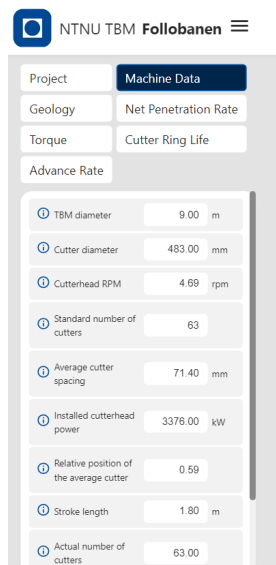 NTNU TBM Follobanen
Project Machine Data
Geology Net Penetration Rate
Torque Cutter Ring Life
Advance Rate
TBM diameter 9.00 m
Cutter diameter 483.00 mm
Cutterhead RPM 4.69 rpm
Standard number of
cutters 63
Average cutter
spacing 71.40 mm
Installed cutterhead
power 3376.00 kW
Relative position of
the average cutter 0.59
Stroke length 1.80 m
Actual number of
cutters 63.00